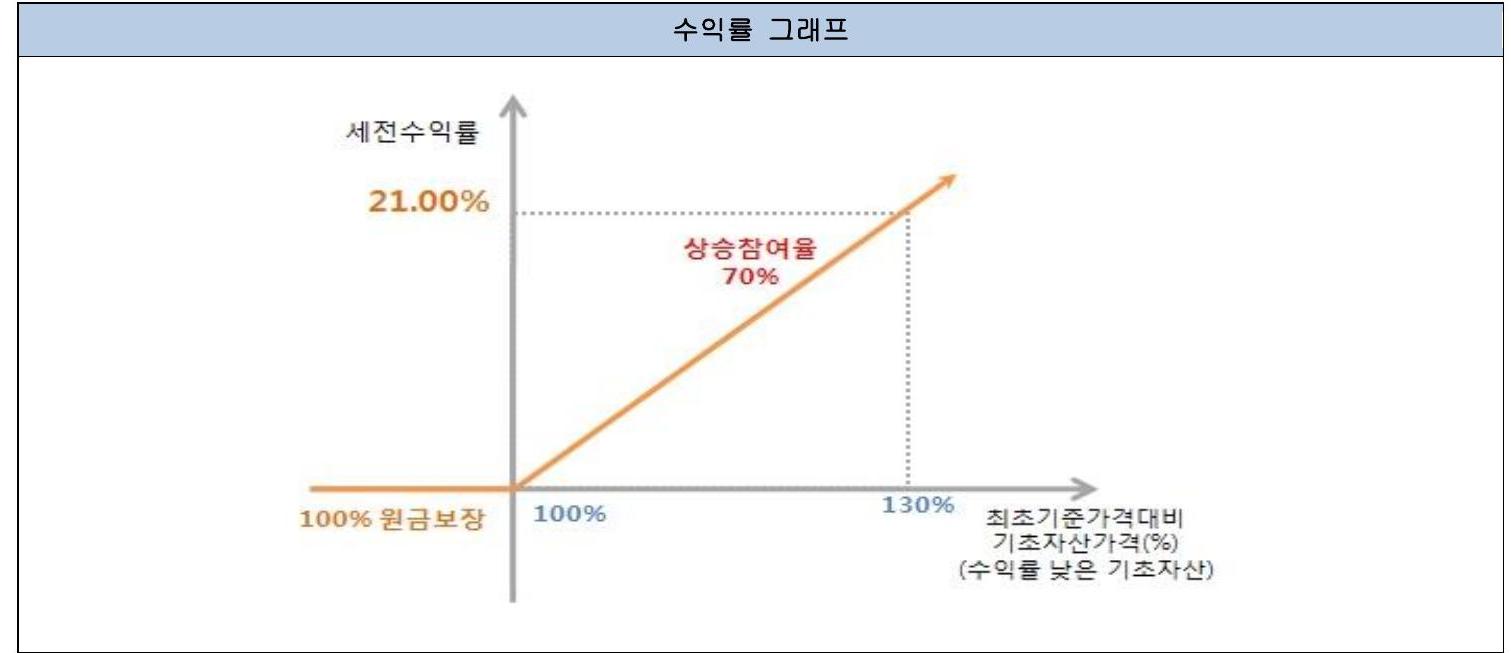 수익률 그래프
세전수익률
21.00%
상승참여율
70%
100% 원금보장
100%
130%
최초기준가격대비
기초자산가격(%)
(수익률 낮은 기초자산)